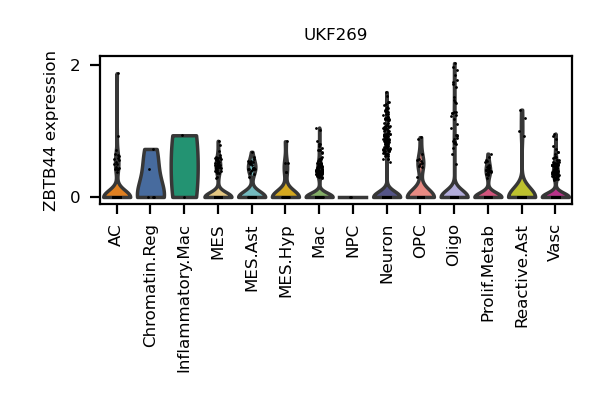 UKF269
ZBTB44 expression
2
0
AC
Chromatin.Reg
Inflammatory.Mac
MES
MES.Ast
MES.Hyp
Mac
NPC
Neuron
OPC
Oligo
Prolif.Metab
Reactive.Ast
Vasc